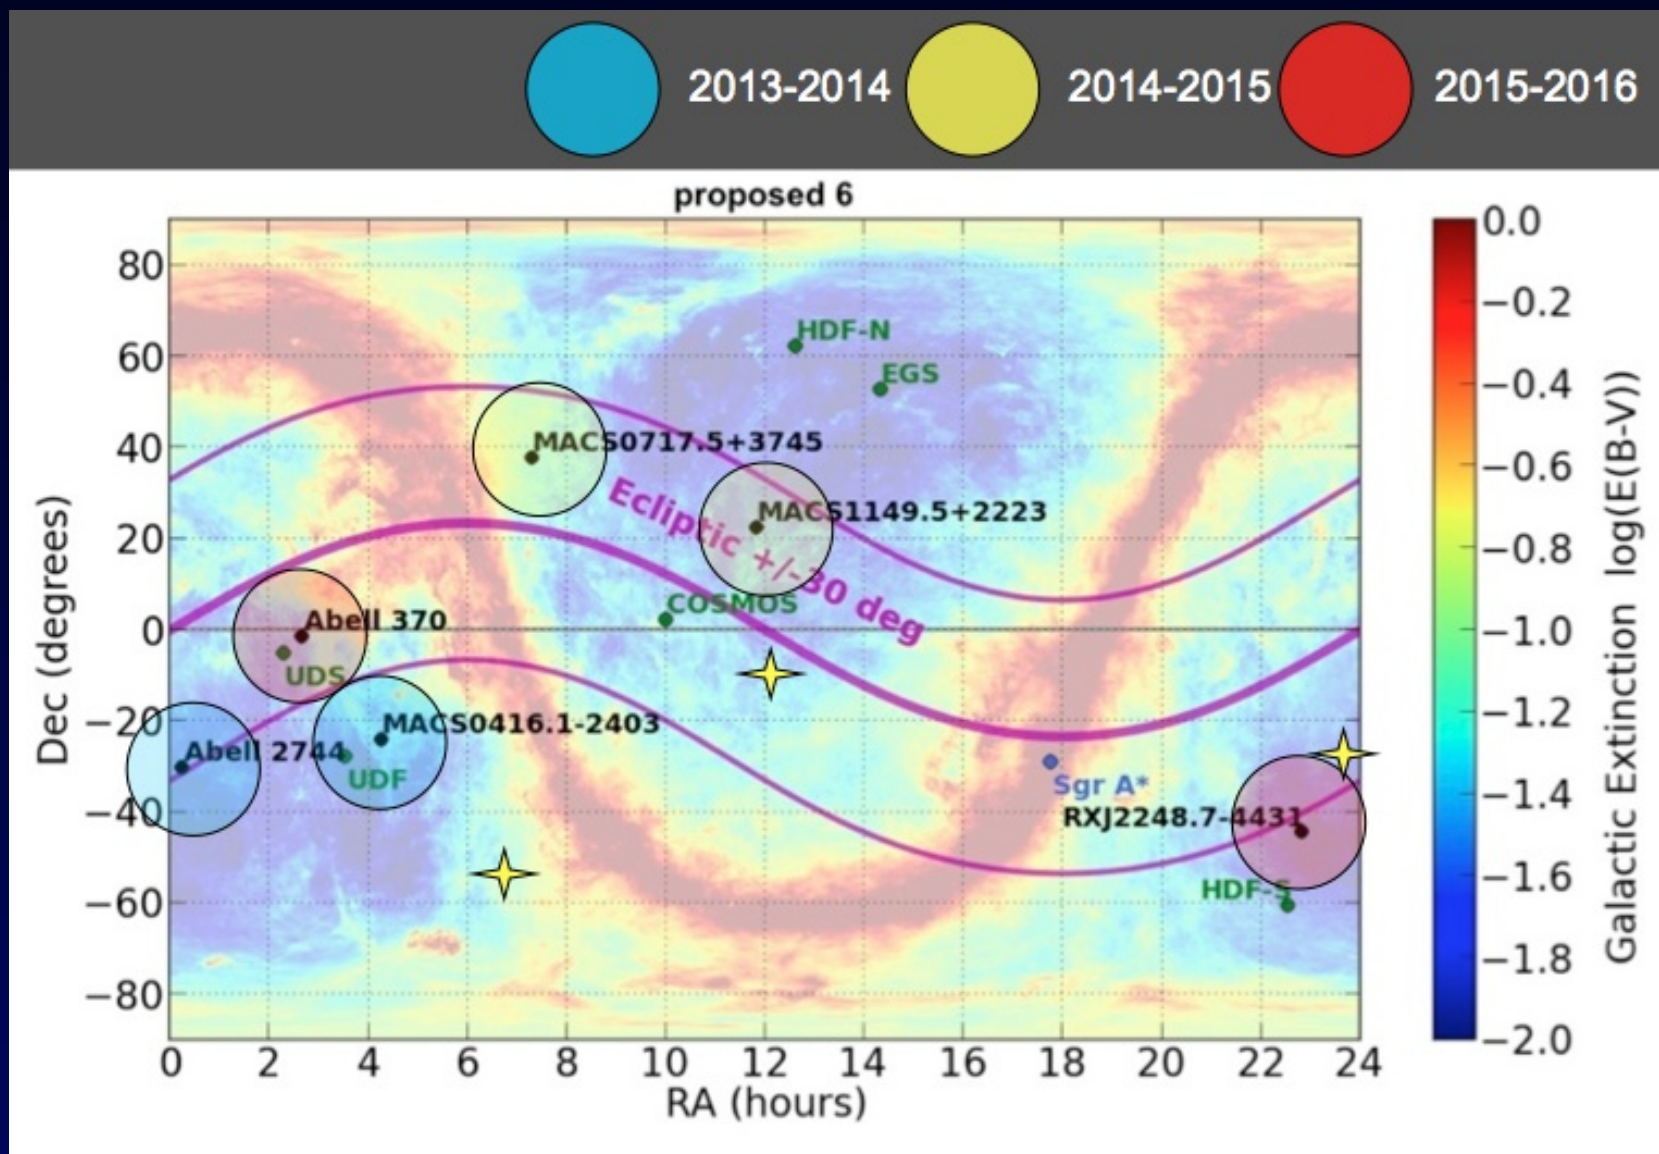 2013-2014
2014-2015
2015-2016
proposed 6
80
60
40
20
0
−20
−40
−60
−80
Dec (degrees)
HDF-N
EGS
MACS0717.5+3745
MACS1149.5+2223
Ecliptic +/-30 deg
COSMOS
Abell 370
UDS
MACS0416.1-2403
Abell 2744
UDF
Sgr A*
RXJ2248.7-4431
HDF-S
0 2 4 6 8 10 12 14 16 18 20 22 24
RA (hours)
0.0
−0.2
−0.4
−0.6
−0.8
−1.0
−1.2
−1.4
−1.6
−1.8
−2.0
Galactic Extinction log(E(B-V))